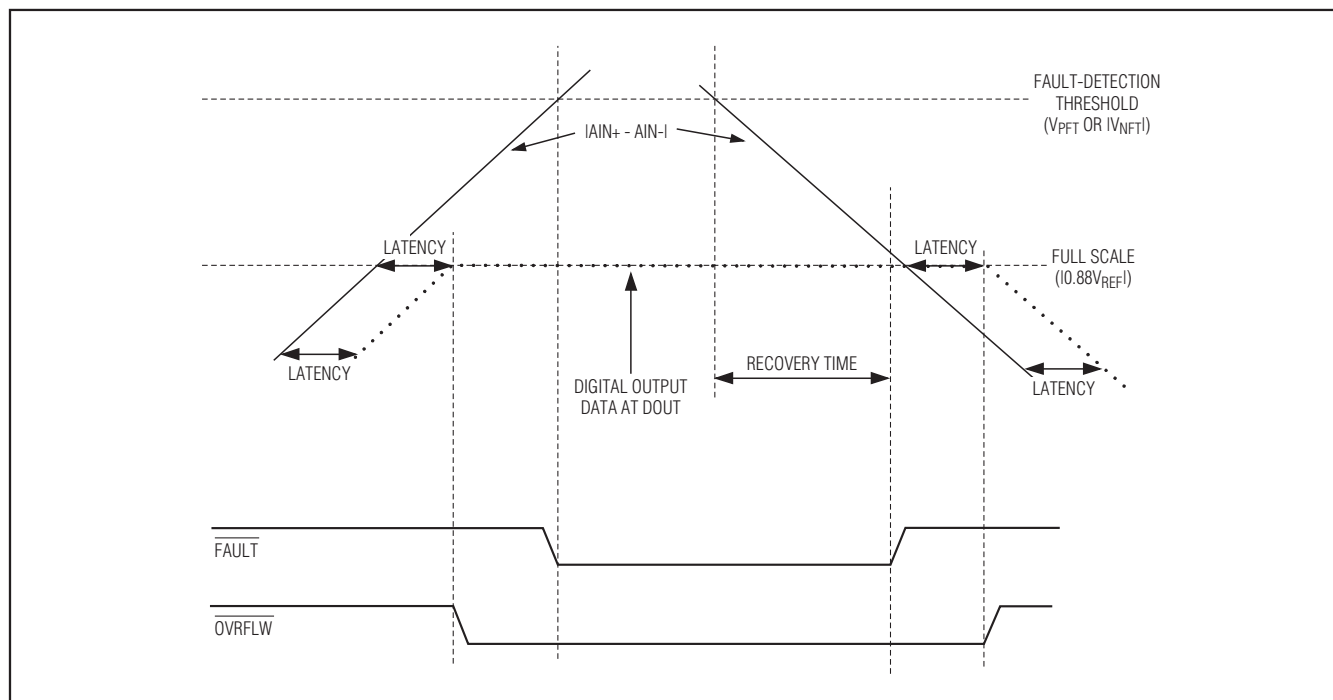 FAULT-DETECTION
THRESHOLD
(VPFT OR |VNFT|)
|AIN+ - AIN-|
LATENCY
LATENCY
FULL SCALE
(|0.88VREF|)
LATENCY
DIGITAL OUTPUT
DATA AT DOUT
RECOVERY TIME
LATENCY
FAULT
OVRFLW